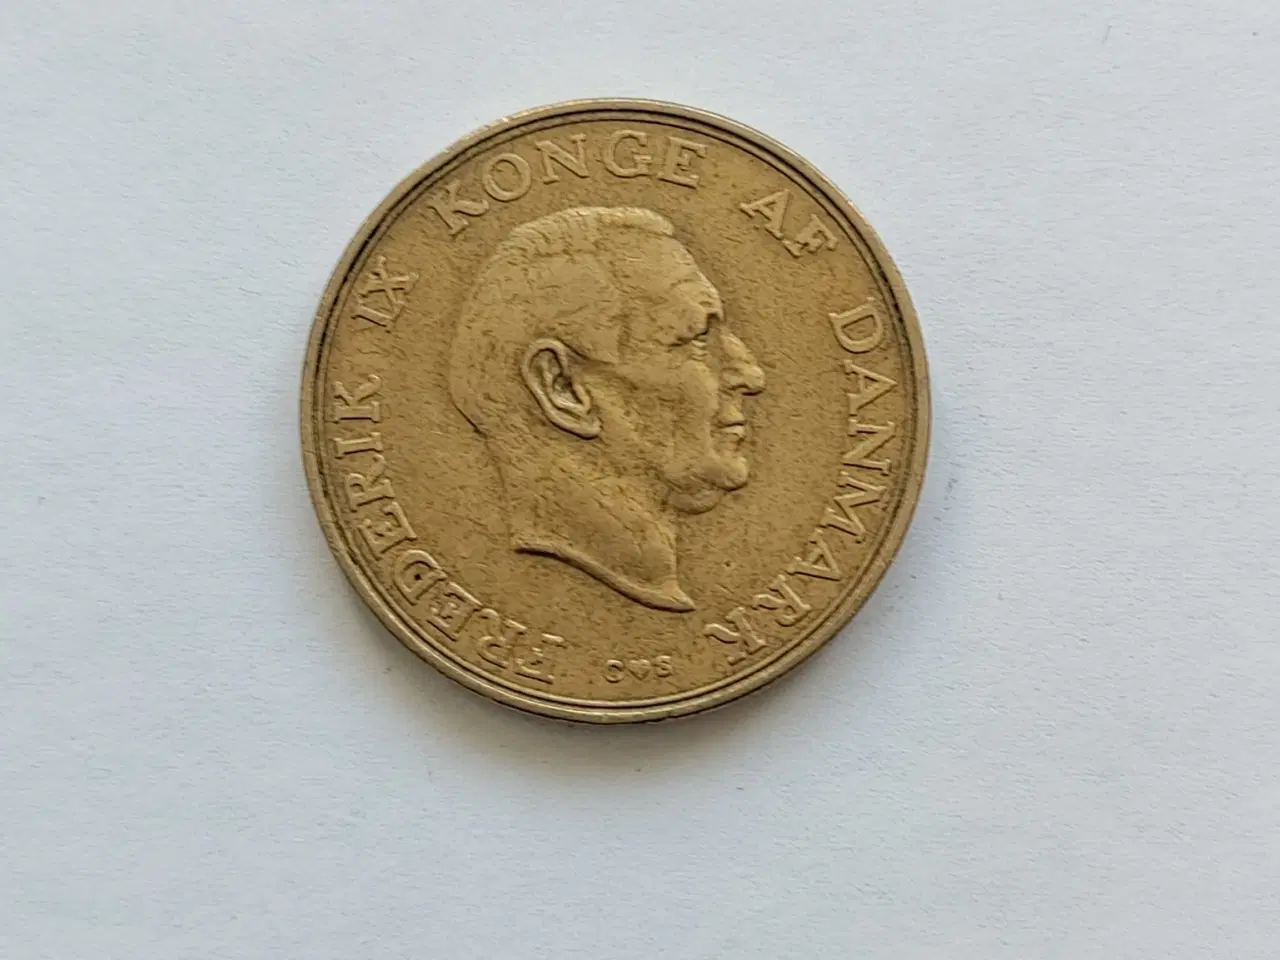 FREDERIK IX KONGE AF DANMARK
C♥S